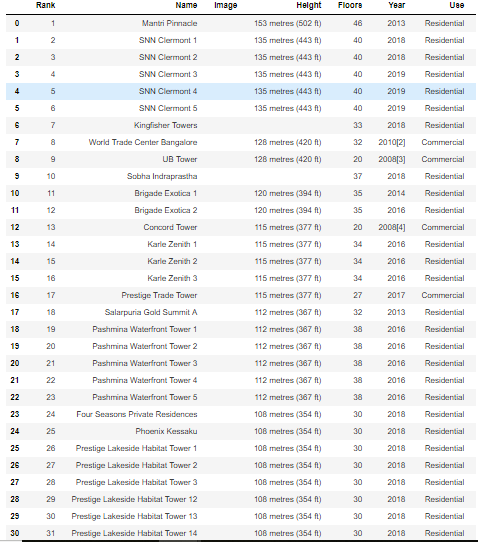 Rank Name Image Height Floors Year Use
0 1 Mantri Pinnacle 153 metres (502 ft) 46 2013 Residential
1 2 SNN Clermont 1 135 metres (443 ft) 40 2018 Residential
2 3 SNN Clermont 2 135 metres (443 ft) 40 2018 Residential
3 4 SNN Clermont 3 135 metres (443 ft) 40 2019 Residential
4 5 SNN Clermont 4 135 metres (443 ft) 40 2019 Residential
5 6 SNN Clermont 5 135 metres (443 ft) 40 2019 Residential
6 7 Kingfisher Towers 33 2018 Residential
7 8 World Trade Center Bangalore 128 metres (420 ft) 32 2010[2] Commercial
8 9 UB Tower 128 metres (420 ft) 20 2008[3] Commercial
9 10 Sobha Indraprastha 37 2018 Residential
10 11 Brigade Exotica 1 120 metres (394 ft) 35 2014 Residential
11 12 Brigade Exotica 2 120 metres (394 ft) 35 2016 Residential
12 13 Concord Tower 115 metres (377 ft) 20 2008[4] Commercial
13 14 Karle Zenith 1 115 metres (377 ft) 34 2016 Residential
14 15 Karle Zenith 2 115 metres (377 ft) 34 2016 Residential
15 16 Karle Zenith 3 115 metres (377 ft) 34 2016 Residential
16 17 Prestige Trade Tower 115 metres (377 ft) 27 2017 Commercial
17 18 Salarpuria Gold Summit A 112 metres (367 ft) 32 2013 Residential
18 19 Pashmina Waterfront Tower 1 112 metres (367 ft) 38 2016 Residential
19 20 Pashmina Waterfront Tower 2 112 metres (367 ft) 38 2016 Residential
20 21 Pashmina Waterfront Tower 3 112 metres (367 ft) 38 2016 Residential
21 22 Pashmina Waterfront Tower 4 112 metres (367 ft) 38 2016 Residential
22 23 Pashmina Waterfront Tower 5 112 metres (367 ft) 38 2016 Residential
23 24 Four Seasons Private Residences 108 metres (354 ft) 30 2018 Residential
24 25 Phoenix Kessaku 108 metres (354 ft) 30 2018 Residential
25 26 Prestige Lakeside Habitat Tower 1 108 metres (354 ft) 30 2018 Residential
26 27 Prestige Lakeside Habitat Tower 2 108 metres (354 ft) 30 2018 Residential
27 28 Prestige Lakeside Habitat Tower 3 108 metres (354 ft) 30 2018 Residential
28 29 Prestige Lakeside Habitat Tower 12 108 metres (354 ft) 30 2018 Residential
29 30 Prestige Lakeside Habitat Tower 13 108 metres (354 ft) 30 2018 Residential
30 31 Prestige Lakeside Habitat Tower 14 108 metres (354 ft) 30 2018 Residential